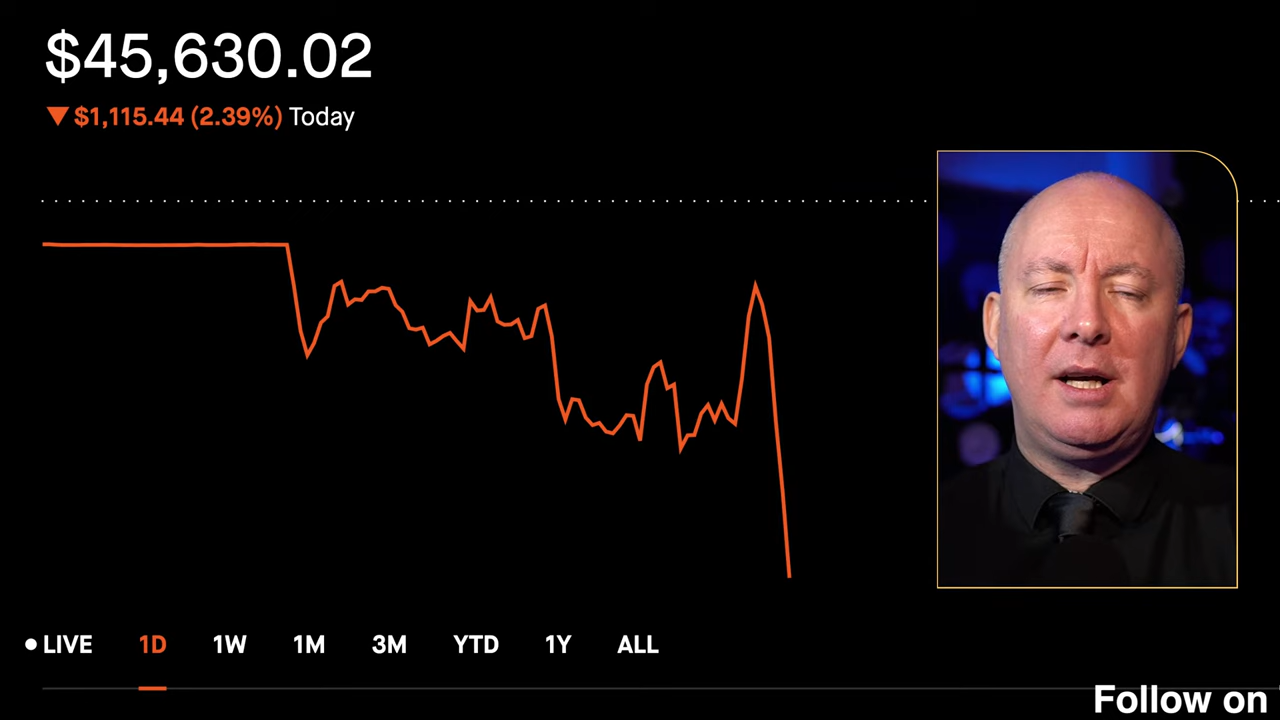 $45,630.02
▼ $1,115.44 (2.39%) Today
LIVE 1D 1W 1M 3M YTD 1Y ALL
Follow on